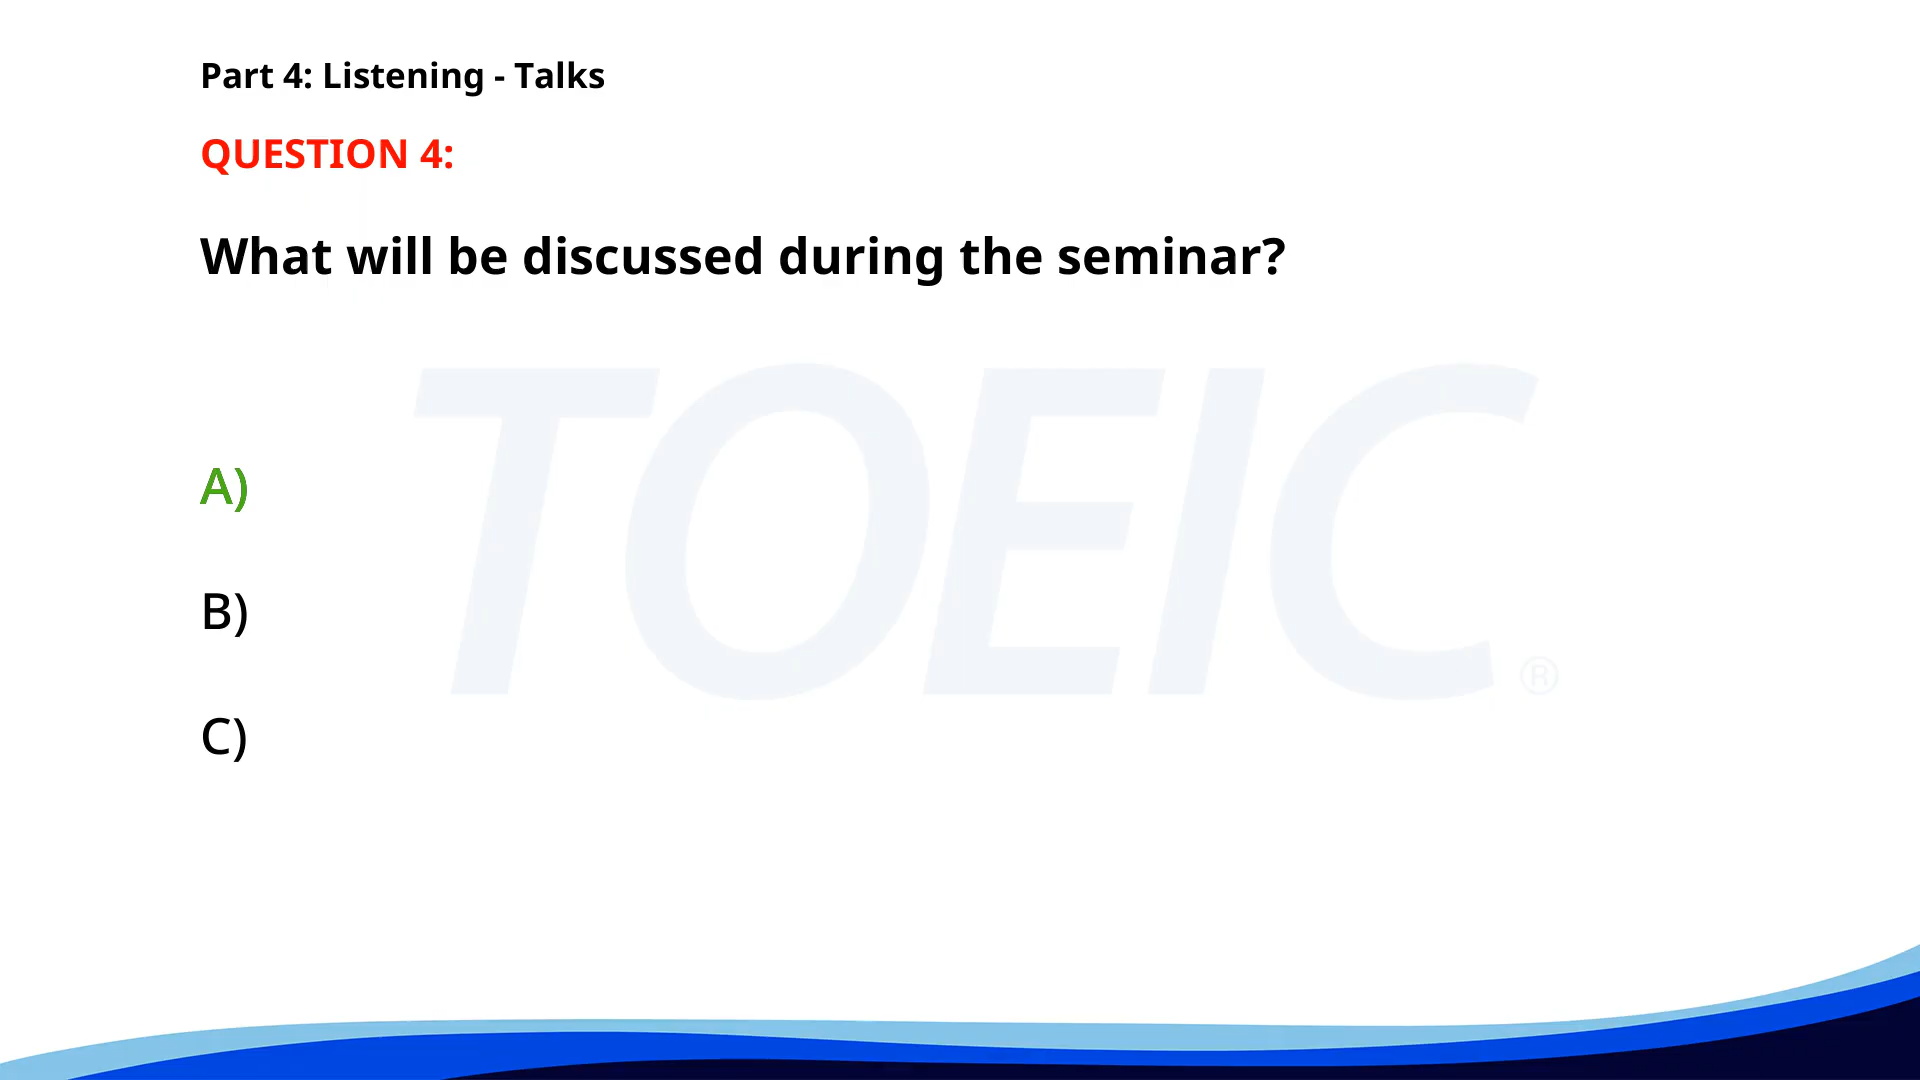 Part 4: Listening - Talks
QUESTION 4:
What will be discussed during the seminar?
TOEIC®
A)
B)
C)